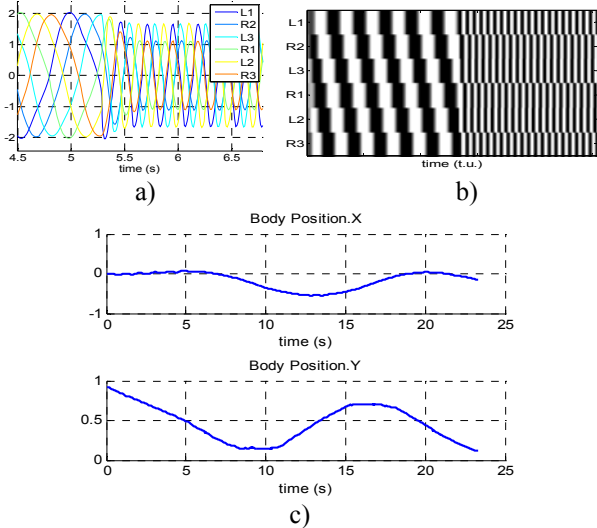 2
1
0
-1
-2
4.5 5 5.5 6 6.5
time (s)
L1
R2
L3
R1
L2
R3
a)
L1
R2
L3
R1
L2
R3
time (t.u.)
b)
Body Position.X
1
0
-1
0 5 10 15 20 25
time (s)
Body Position.Y
1
0.5
0
0 5 10 15 20 25
time (s)
c)